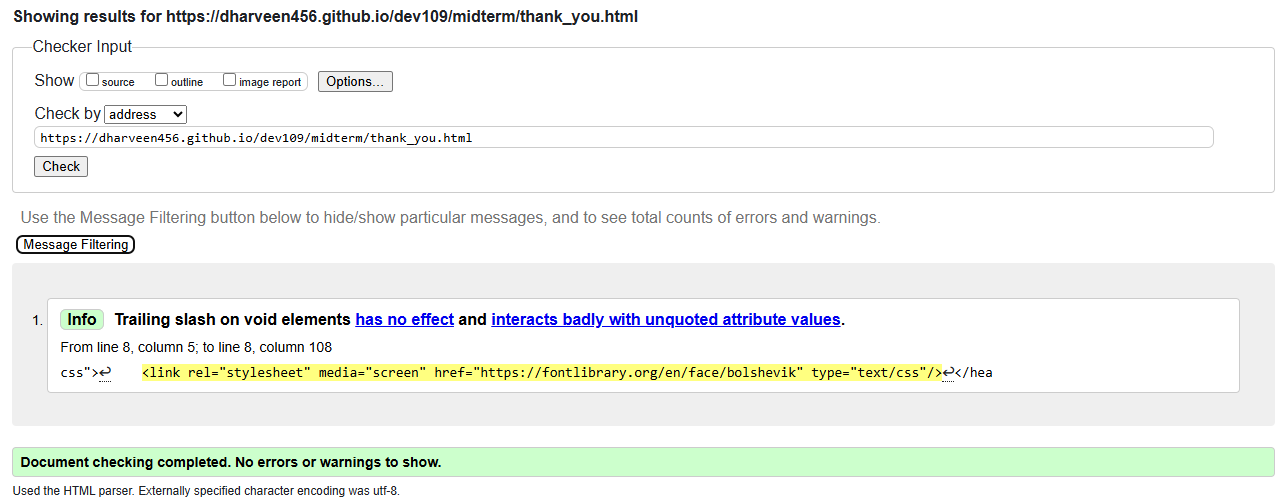 Showing results for https://dharveen456.github.io/dev109/midterm/thank_you.html
Checker Input
Show source outline image report Options...
Check by address
https://dharveen456.github.io/dev109/midterm/thank_you.html
Check
Use the Message Filtering button below to hide/show particular messages, and to see total counts of errors and warnings.
Message Filtering
1. Info Trailing slash on void elements has no effect and interacts badly with unquoted attribute values.
From line 8, column 5; to line 8, column 108
css">↩ <link rel="stylesheet" media="screen" href="https://fontlibrary.org/en/face/bolshevik" type="text/css"/>↩</hea
Document checking completed. No errors or warnings to show.
Used the HTML parser. Externally specified character encoding was utf-8.